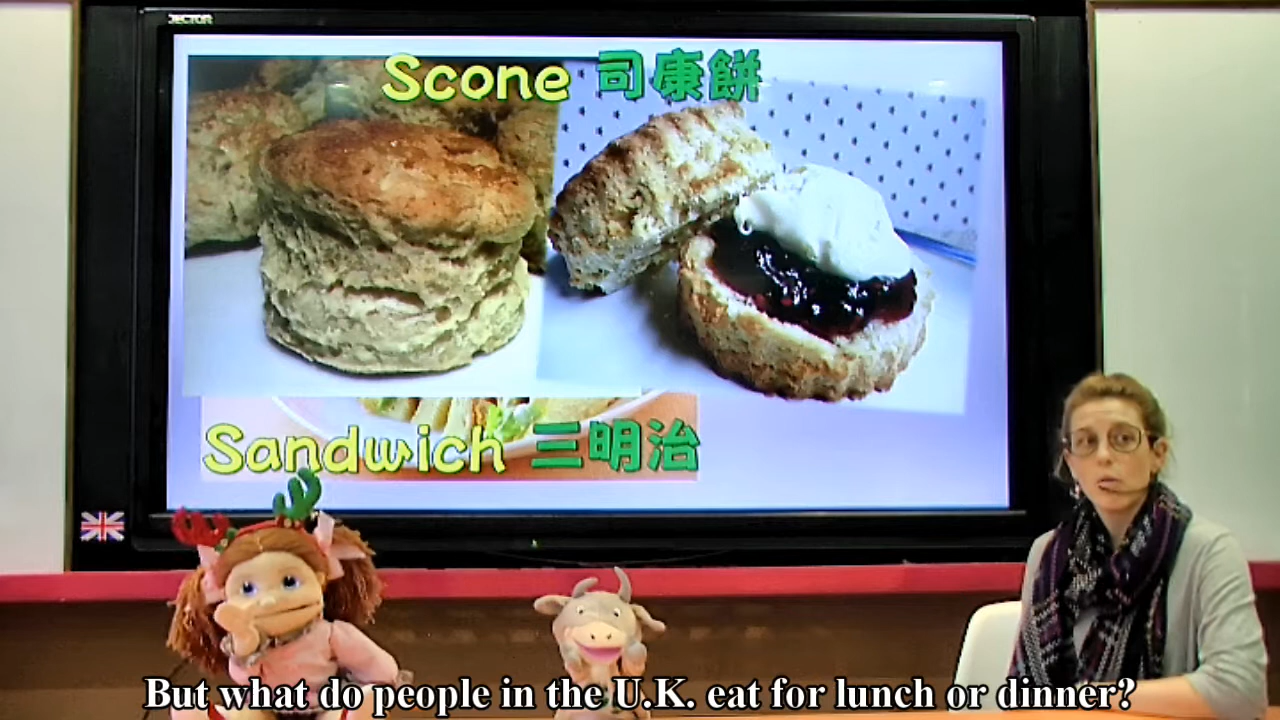 JECTOR
Scone 司康餅
Sandwich 三明治
But what do people in the U.K. eat for lunch or dinner?